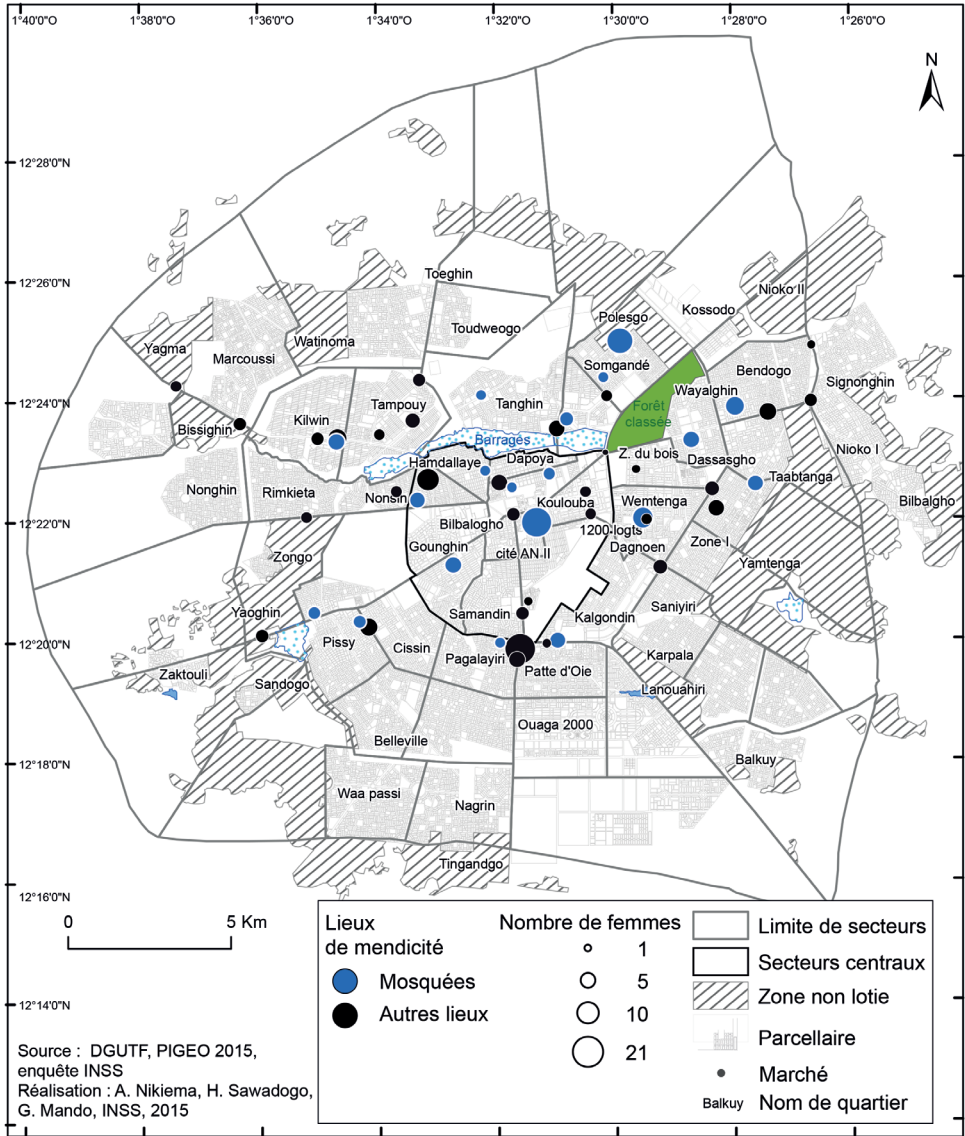 1°40'0"O 1°36'0"O 1°34'0"O 1°32'0"O 1°30'0"O 1°28'0"O 1°26'0"O
N
12°28'0"N
12°26'0"N
12°24'0"N
12°22'0"N
12°20'0"N
12°18'0"N
12°16'0"N
12°14'0"N
Toeghin
Nioko II
Kossodo
Polesgo
Toudweogo
Watinoma
Yagma
Marcoussi
Somgandé
Bendogo
Signonghin
Wayalghin
Tanghin
Tampouy
Kilwin
Bissighin
Forêt
classée
Barrages
Nioko I
Z. du bois
Dassasgho
Dapoya
Hamdallaye
Taabtanga
Nonghin
Rimkieta
Nonsin
Koulouba
Wemtenga
Bilbalgho
Bilbalogho
1200 logts
Gounghin
cité AN II
Dagnoen
Zone I
Zongo
Yamtenga
Yaoghin
Samandin
Kalgondin
Saniyiri
Pissy
Cissin
Pagalayiri
Karpala
Zaktouli
Sandogo
Patte d'Oie
Lanouahiri
Ouaga 2000
Belleville
Balkuy
Waa passi
Nagrin
Tingandgo
0 5 Km
Lieux
de mendicité
Mosquées
Autres lieux
Nombre de femmes
1
5
10
21
Limite de secteurs
Secteurs centraux
Zone non lotie
Parcellaire
Marché
Balkuy Nom de quartier
Source : DGUTF, PIGEO 2015,
enquête INSS
Réalisation : A. Nikiema, H. Sawadogo,
G. Mando, INSS, 2015